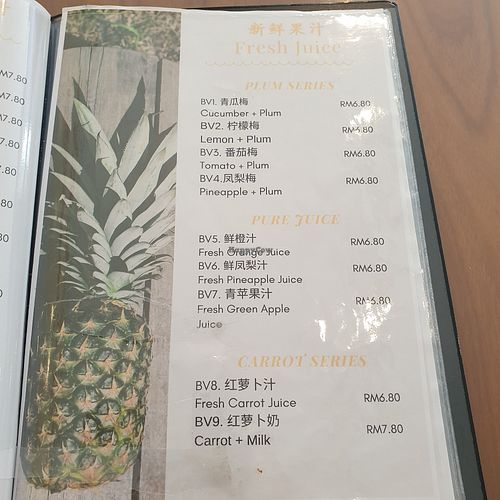 M7.80
RM7.80
新鲜果汁
Fresh Juice
PLUM SERIES
BV1. 青瓜梅 RM6.80
Cucumber + Plum
BV2. 柠檬梅 RM6.80
Lemon + Plum
BV3. 番茄梅 RM6.80
Tomato + Plum
BV4.凤梨梅 RM6.80
Pineapple + Plum
PURE JUICE
BV5. 鲜橙汁 RM6.80
Fresh Orange Juice
BV6. 鲜凤梨汁 RM6.80
Fresh Pineapple Juice
BV7. 青苹果汁 RM6.80
Fresh Green Apple
Juice
CARROT SERIES
BV8. 红萝卜汁
Fresh Carrot Juice RM6.80
BV9. 红萝卜奶 RM7.80
Carrot + Milk